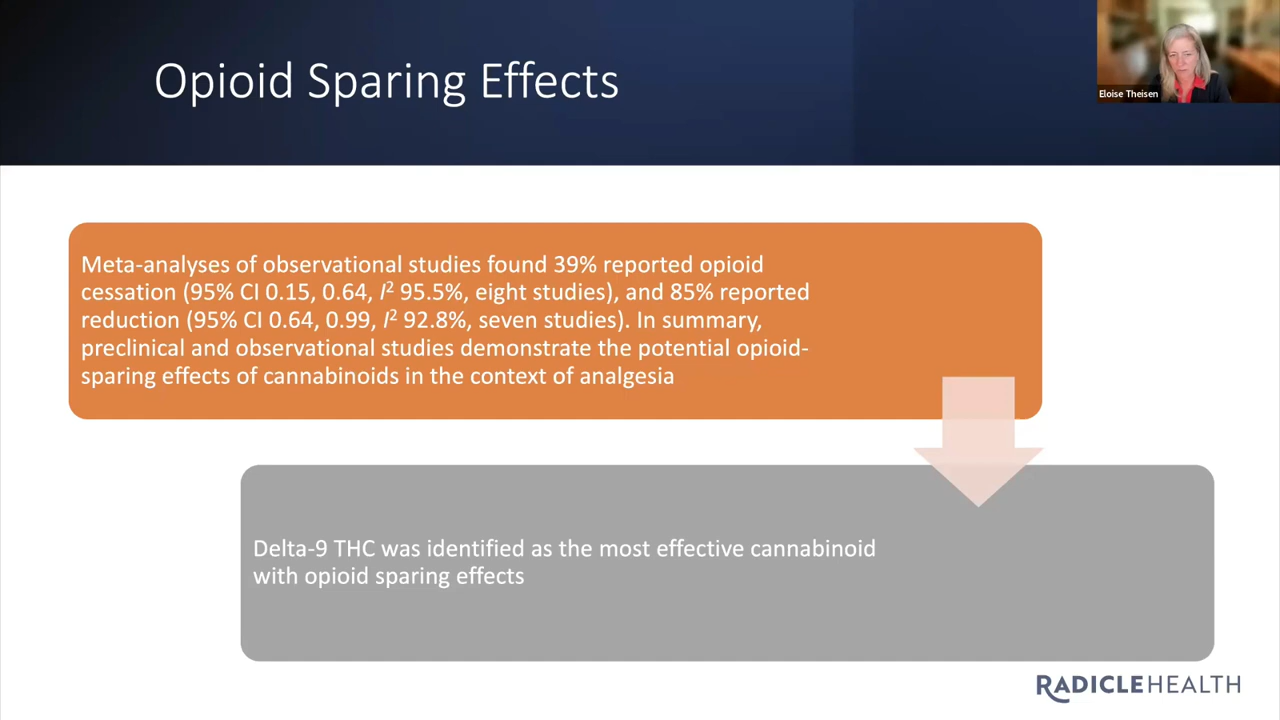 Opioid Sparing Effects
Eloise Theisen
Meta-analyses of observational studies found 39% reported opioid
cessation (95% CI 0.15, 0.64, I² 95.5%, eight studies), and 85% reported
reduction (95% CI 0.64, 0.99, I² 92.8%, seven studies). In summary,
preclinical and observational studies demonstrate the potential opioid-
sparing effects of cannabinoids in the context of analgesia
Delta-9 THC was identified as the most effective cannabinoid
with opioid sparing effects
RADICLEHEALTH